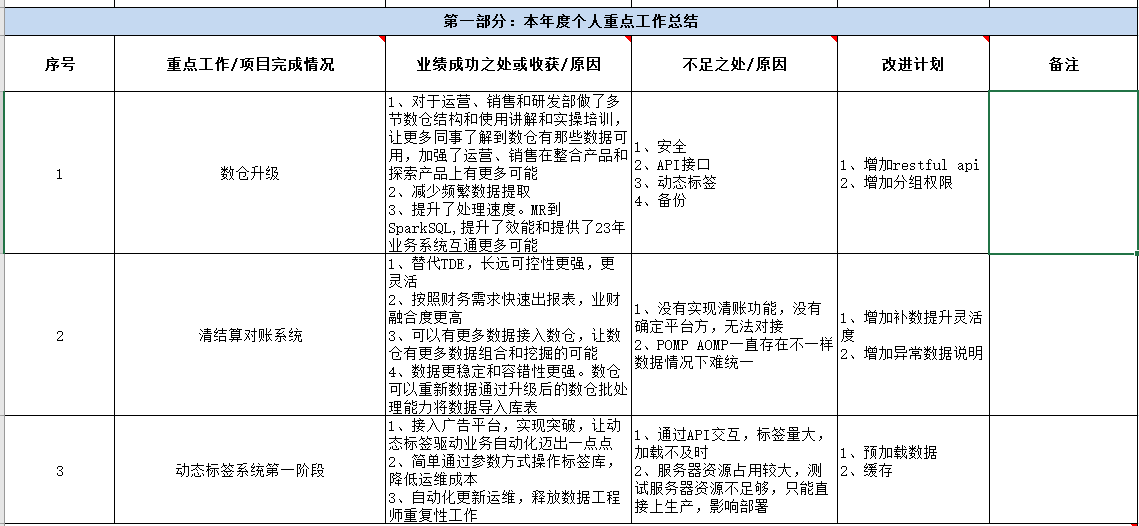 第一部分：本年度个人重点工作总结
序号
重点工作/项目完成情况
业绩成功之处或收获/原因
不足之处/原因
改进计划
备注
1
数仓升级
1、对于运营、销售和研发部做了多
节数仓结构和使用讲解和实操培训，
让更多同事了解到数仓有那些数据可
用，加强了运营、销售在整合产品和
探索产品上有更多可能
2、减少频繁数据提取
3、提升了处理速度。MR到
SparkSQL,提升了效能和提供了23年
业务系统互通更多可能
1、安全
2、API接口
3、动态标签
4、备份
1、增加restful api
2、增加分组权限
2
清结算对账系统
1、替代TDE，长远可控性更强，更
灵活
2、按照财务需求快速出报表，业财
融合度更高
3、可以有更多数据接入数仓，让数
仓有更多数据组合和挖掘的可能
4、数据更稳定和容错性更强。数仓
可以重新数据通过升级后的数仓批处
理能力将数据导入库表
1、没有实现清账功能，没有
确定平台方，无法对接
2、POMP AOMP一直存在不一样
数据情况下难统一
1、增加补数提升灵活
度
2、增加异常数据说明
3
动态标签系统第一阶段
1、接入广告平台，实现突破，让动
态标签驱动业务自动化迈出一点点
2、简单通过参数方式操作标签库，
降低运维成本
3、自动化更新运维，释放数据工程
师重复性工作
1、通过API交互，标签量大，
加载不及时
2、服务器资源占用较大，测
试服务器资源不足够，只能直
接上生产，影响部署
1、预加载数据
2、缓存